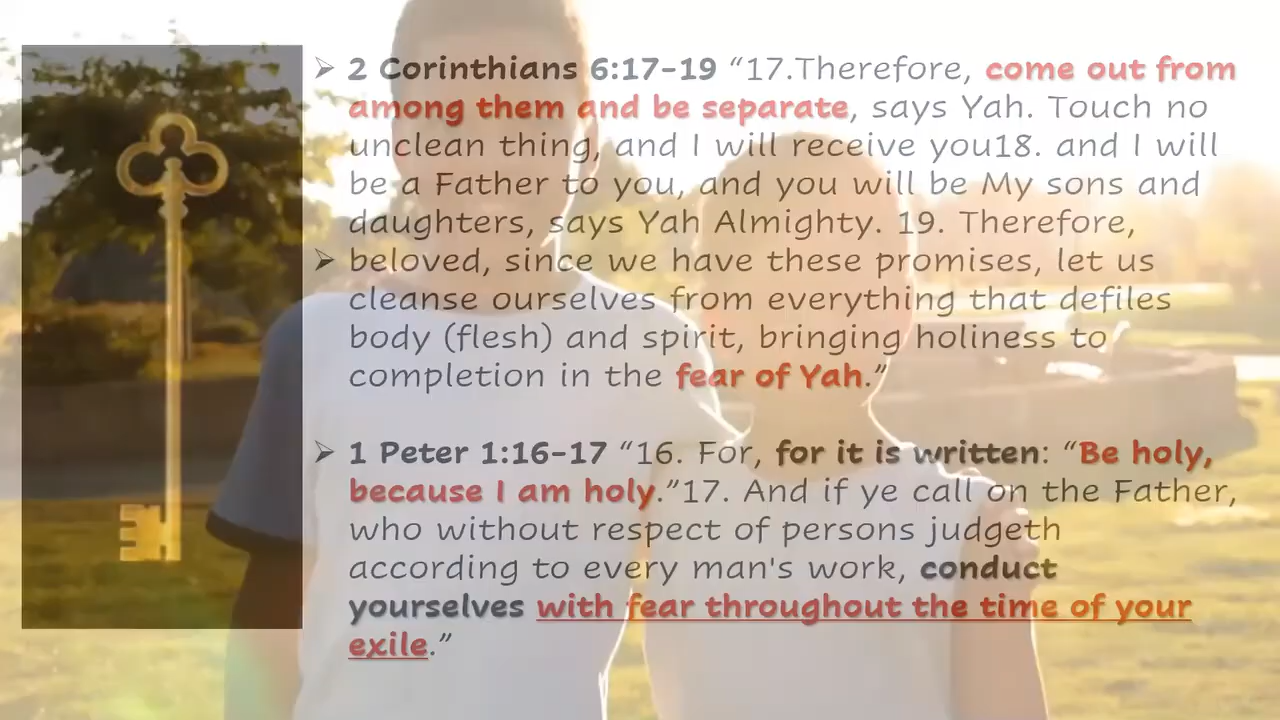 ➢ 2 Corinthians 6:17-19 “17.Therefore, come out from
among them and be separate, says Yah. Touch no
unclean thing, and I will receive you18. and I will
be a Father to you, and you will be My sons and
daughters, says Yah Almighty. 19. Therefore,
➢ beloved, since we have these promises, let us
cleanse ourselves from everything that defiles
body (flesh) and spirit, bringing holiness to
completion in the fear of Yah.”
➢ 1 Peter 1:16-17 “16. For, for it is written: “Be holy,
because I am holy.”17. And if ye call on the Father,
who without respect of persons judgeth
according to every man's work, conduct
yourselves with fear throughout the time of your
exile.”